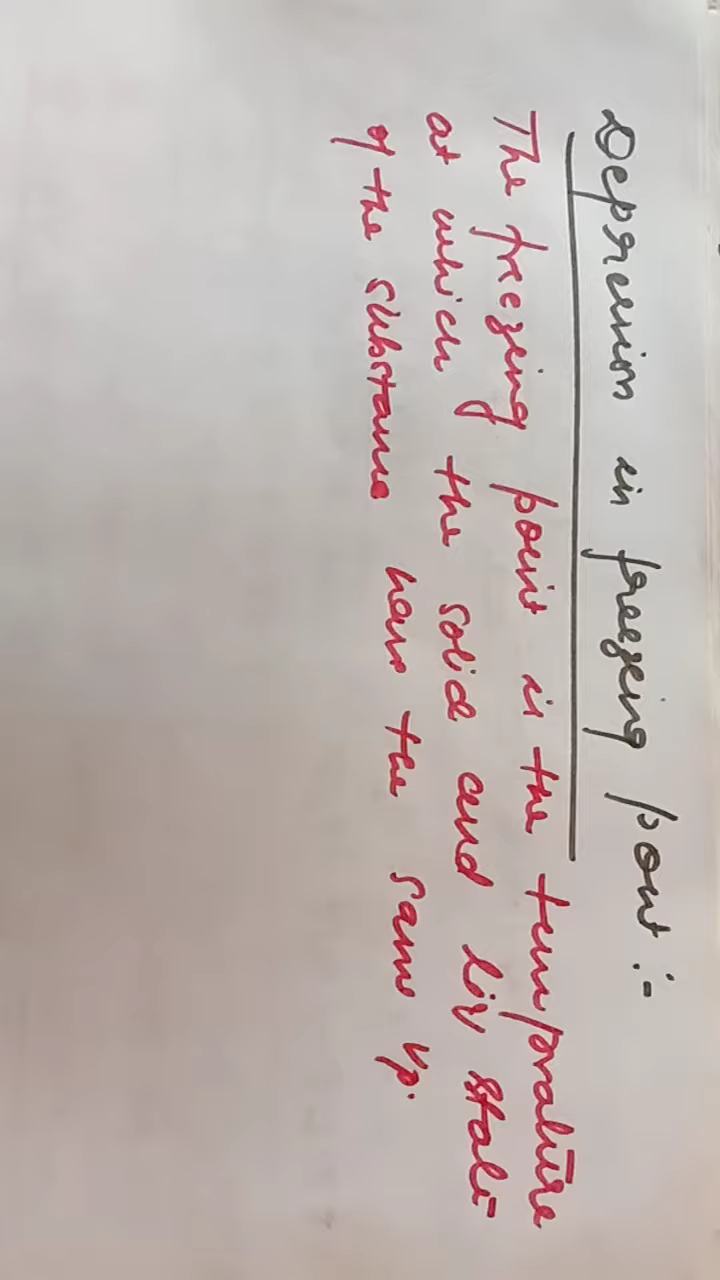 Depression in freezing point :-
The freezing point is the temperature
at which the solid and liq state
of the substance have the same v.p.